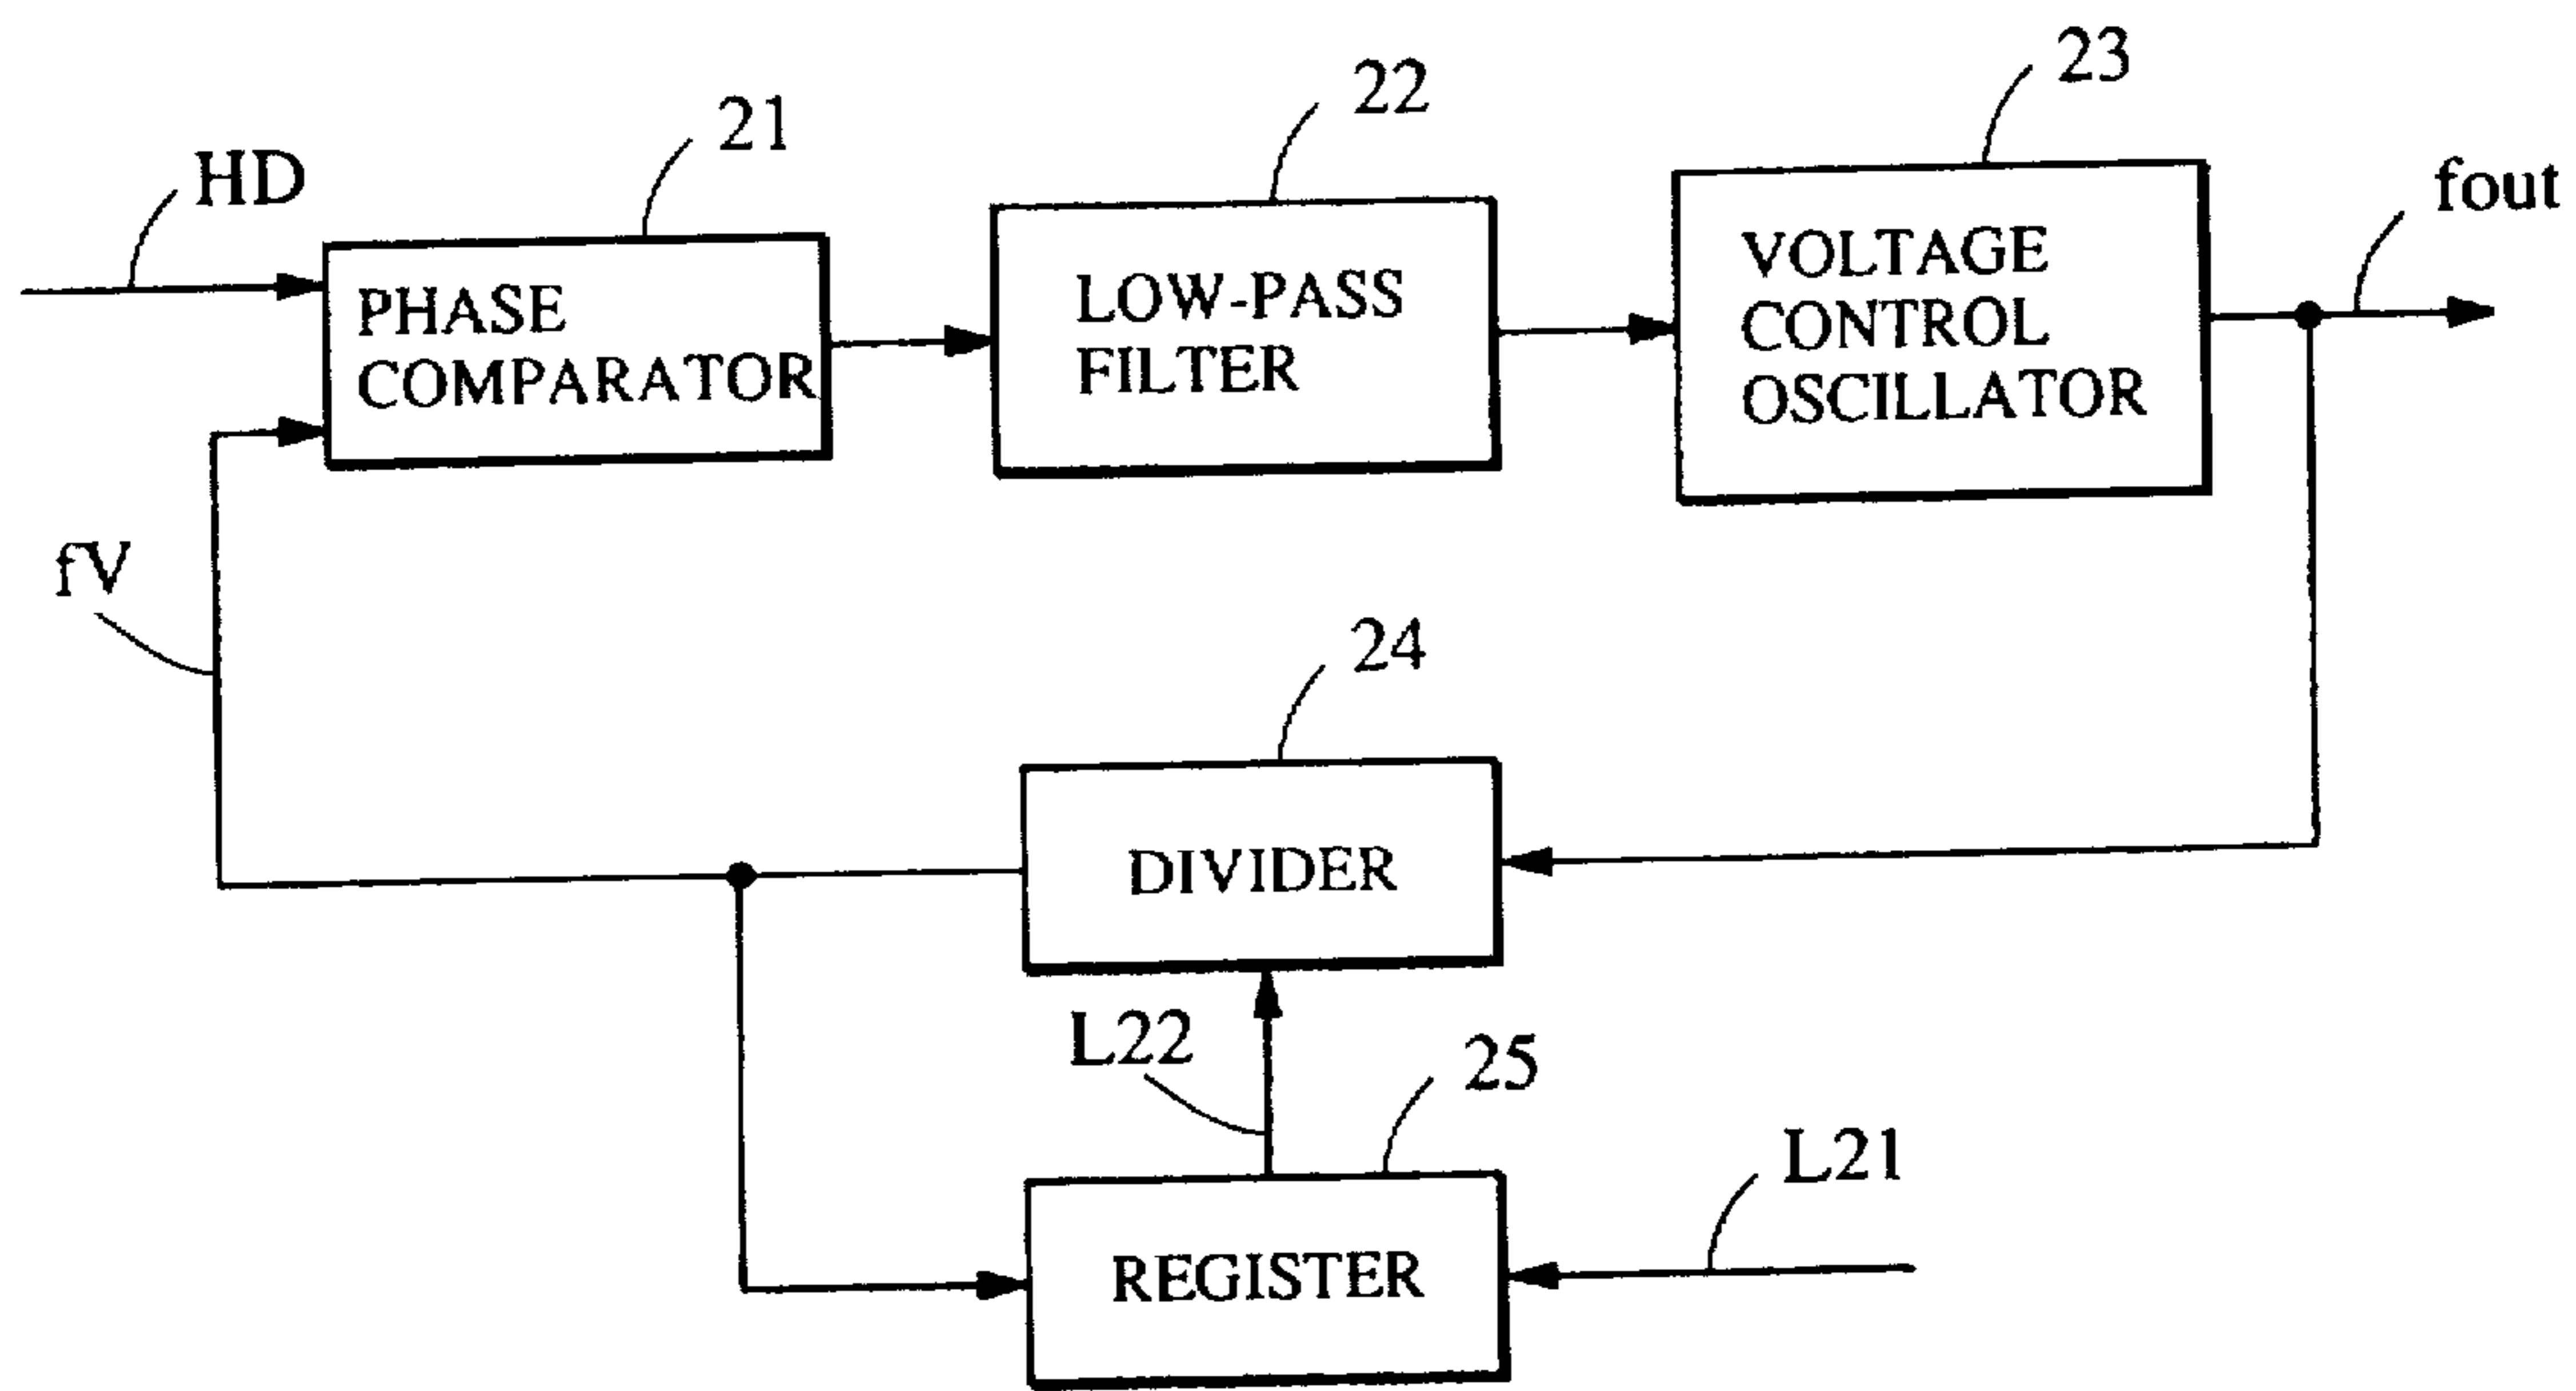 23
22
21
HD
fout
VOLTAGE
CONTROL
OSCILLATOR
LOW-PASS
FILTER
PHASE
COMPARATOR
fV
24
DIVIDER
L22
25
L21
REGISTER